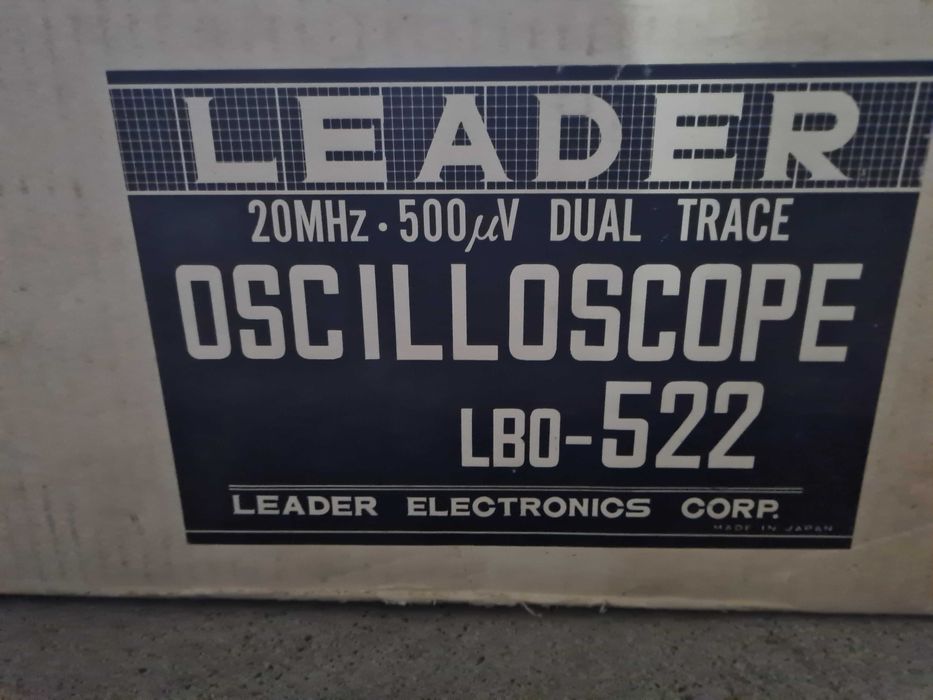 LEADER
20MHz·500μV DUAL TRACE
OSCILLOSCOPE
LBO-522
LEADER ELECTRONICS CORP.
MADE IN JAPAN